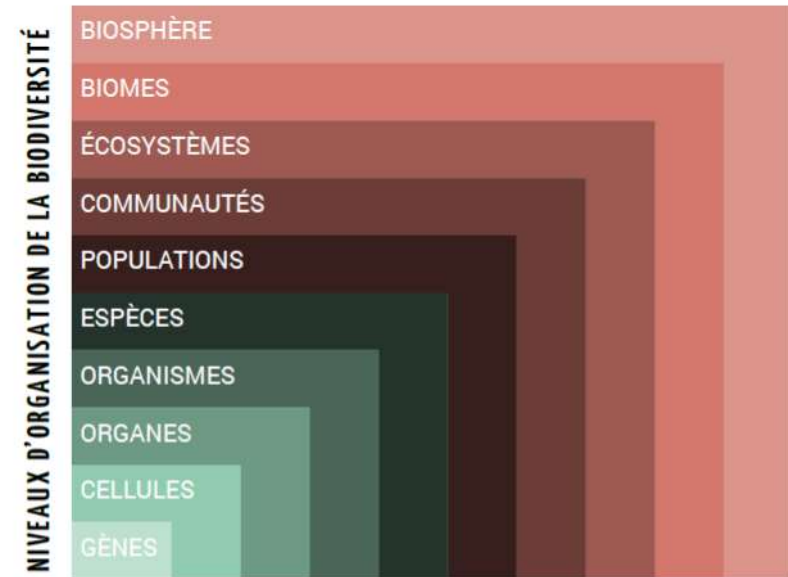 NIVEAUX D'ORGANISATION DE LA BIODIVERSITÉ
BIOSPHÈRE
BIOMES
ÉCOSYSTÈMES
COMMUNAUTÉS
POPULATIONS
ESPÈCES
ORGANISMES
ORGANES
CELLULES
GÈNES